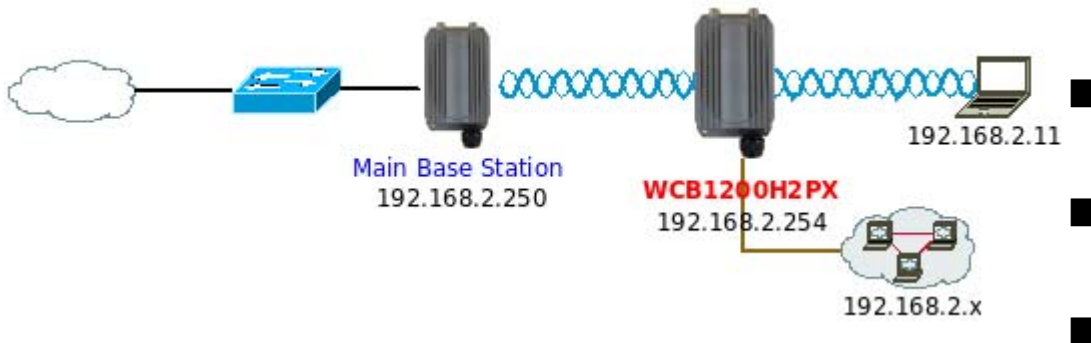 192.168.2.11
Main Base Station
192.168.2.250
WCB1200H2PX
192.168.2.254
192.168.2.x